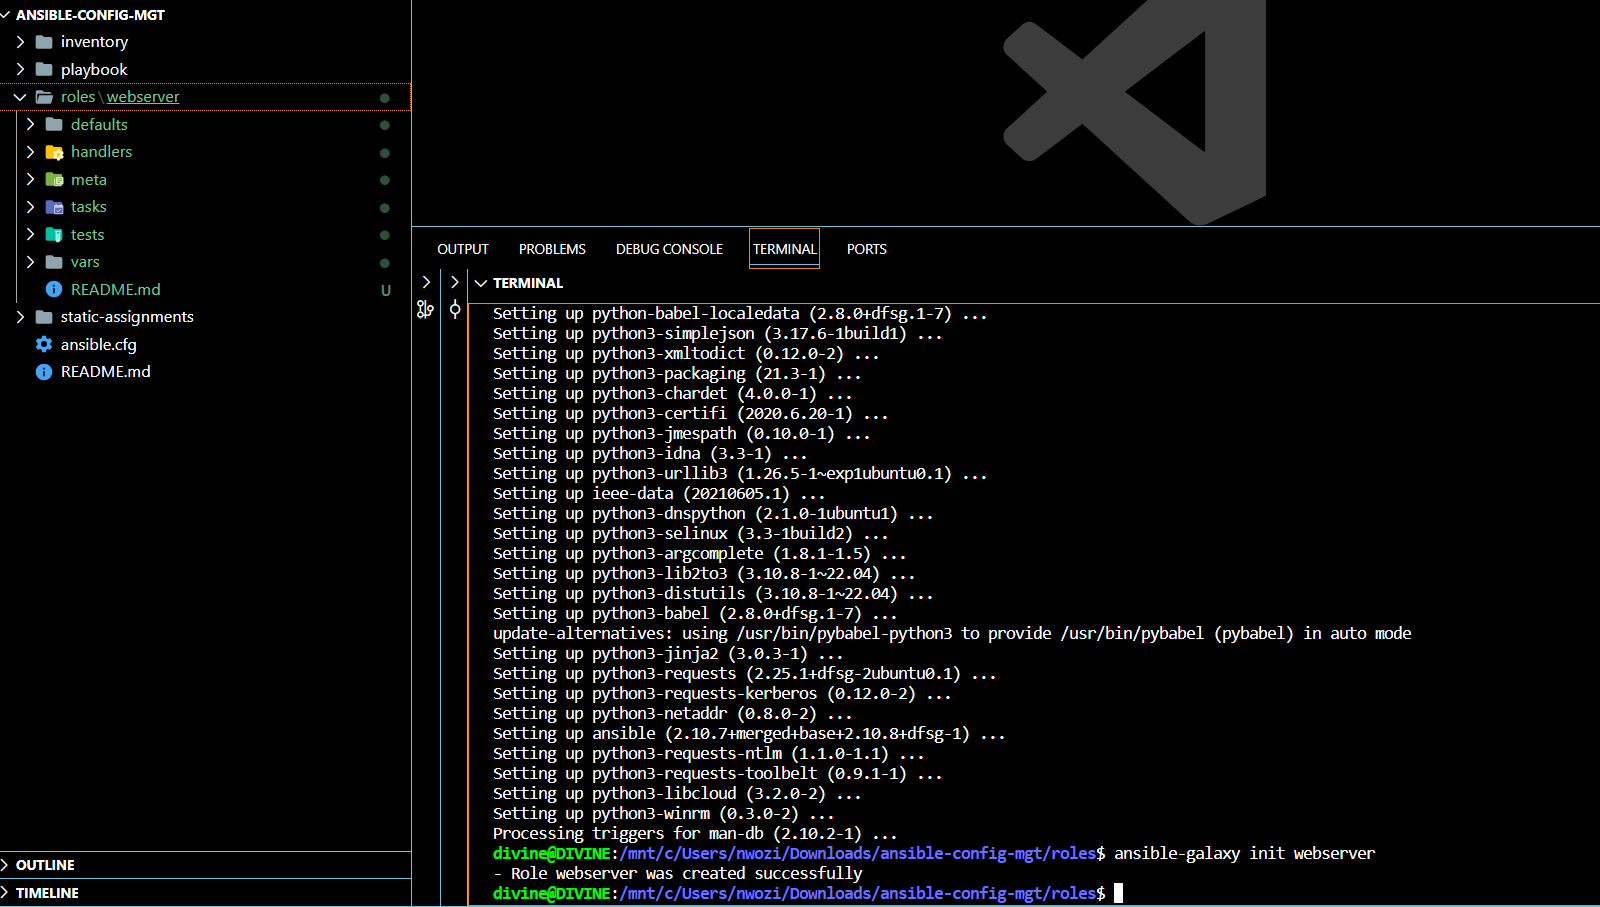 ANSIBLE-CONFIG-MGT
inventory
playbook
roles\webserver
defaults
handlers
meta
tasks
tests
vars
README.md U
static-assignments
ansible.cfg
README.md
OUTLINE
TIMELINE
OUTPUT PROBLEMS DEBUG CONSOLE TERMINAL PORTS
TERMINAL
Setting up python-babel-localedata (2.8.0+dfsg.1-7) ...
Setting up python3-simplejson (3.17.6-1build1) ...
Setting up python3-xmltodict (0.12.0-2) ...
Setting up python3-packaging (21.3-1) ...
Setting up python3-chardet (4.0.0-1) ...
Setting up python3-certifi (2020.6.20-1) ...
Setting up python3-jmespath (0.10.0-1) ...
Setting up python3-idna (3.3-1) ...
Setting up python3-urllib3 (1.26.5-1~exp1ubuntu0.1) ...
Setting up ieee-data (20210605.1) ...
Setting up python3-dnspython (2.1.0-1ubuntu1) ...
Setting up python3-selinux (3.3-1build2) ...
Setting up python3-argcomplete (1.8.1-1.5) ...
Setting up python3-lib2to3 (3.10.8-1~22.04) ...
Setting up python3-distutils (3.10.8-1~22.04) ...
Setting up python3-babel (2.8.0+dfsg.1-7) ...
update-alternatives: using /usr/bin/pybabel-python3 to provide /usr/bin/pybabel (pybabel) in auto mode
Setting up python3-jinja2 (3.0.3-1) ...
Setting up python3-requests (2.25.1+dfsg-2ubuntu0.1) ...
Setting up python3-requests-kerberos (0.12.0-2) ...
Setting up python3-netaddr (0.8.0-2) ...
Setting up ansible (2.10.7+merged+base+2.10.8+dfsg-1) ...
Setting up python3-requests-ntlm (1.1.0-1.1) ...
Setting up python3-requests-toolbelt (0.9.1-1) ...
Setting up python3-libcloud (3.2.0-2) ...
Setting up python3-winrm (0.3.0-2) ...
Processing triggers for man-db (2.10.2-1) ...
divine@DIVINE:/mnt/c/Users/nwozi/Downloads/ansible-config-mgt/roles$ ansible-galaxy init webserver
- Role webserver was created successfully
divine@DIVINE:/mnt/c/Users/nwozi/Downloads/ansible-config-mgt/roles$